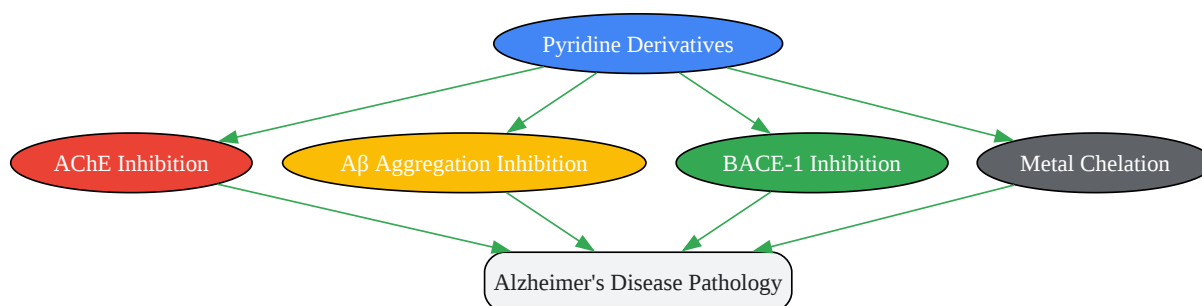 Pyridine Derivatives
AChE Inhibition
Aβ Aggregation Inhibition
BACE-1 Inhibition
Metal Chelation
Alzheimer's Disease Pathology